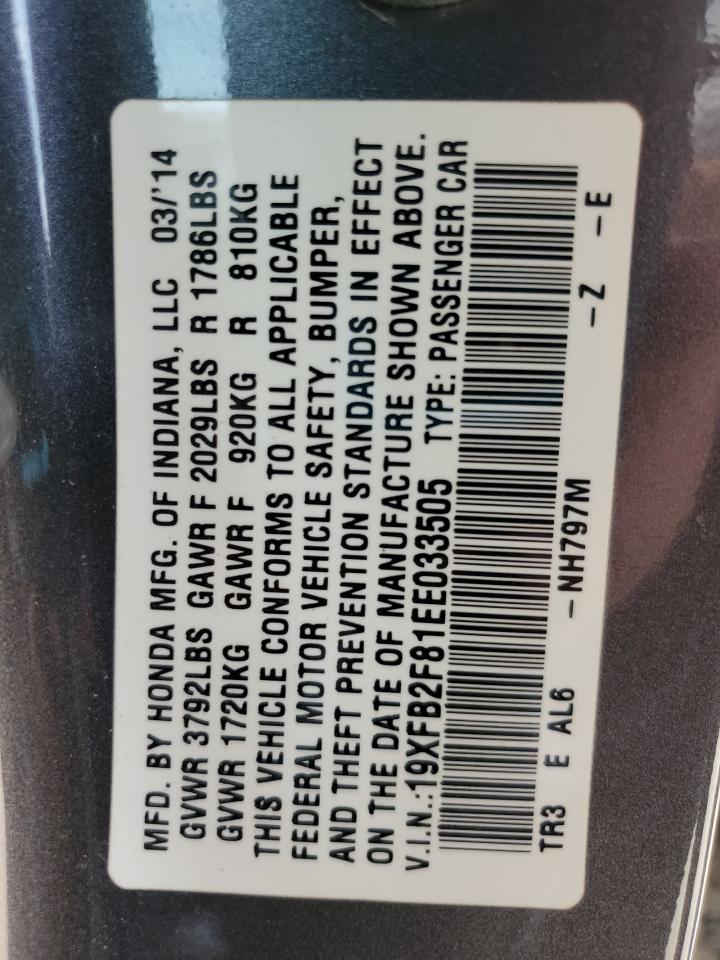 MFD. BY HONDA MFG. OF INDIANA, LLC 03/'14
GVWR 3792LBS GAWR F 2029LBS R 1786LBS
GVWR 1720KG GAWR F 920KG R 810KG
THIS VEHICLE CONFORMS TO ALL APPLICABLE
FEDERAL MOTOR VEHICLE SAFETY, BUMPER,
AND THEFT PREVENTION STANDARDS IN EFFECT
ON THE DATE OF MANUFACTURE SHOWN ABOVE.
V.I.N.:19XFB2F81EE033505 TYPE: PASSENGER CAR
TR3 E AL6 -NH797M -Z -E